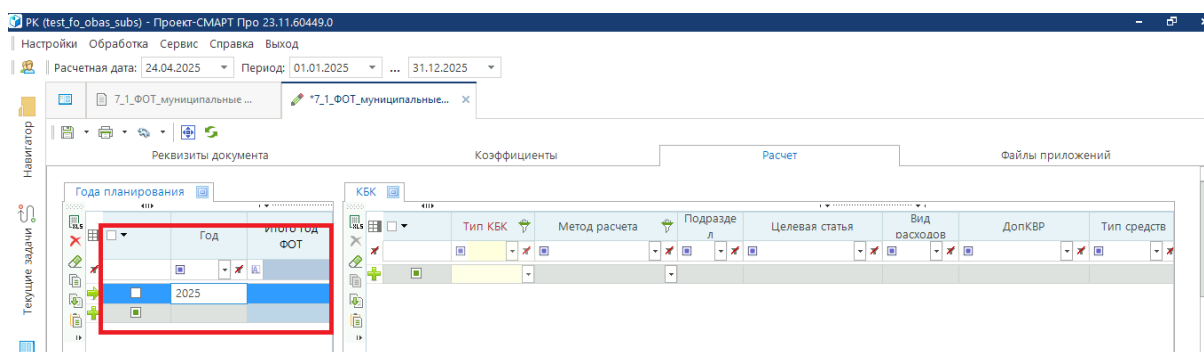 РК (test_fo_obas_subs) - Проект-СМАРТ Про 23.11.60449.0
Настройки Обработка Сервис Справка Выход
Расчетная дата: 24.04.2025 Период: 01.01.2025 ... 31.12.2025
7_1_ФОТ_муниципальные ... *7_1_ФОТ_муниципальные...
Навигатор
Реквизиты документа Коэффициенты Расчет Файлы приложений
Текущие задачи
Года планирования КБК
Год Итого год ФОТ
Тип КБК Метод расчета Подраздел Целевая статья Вид расходов ДопКВР Тип средств
2025